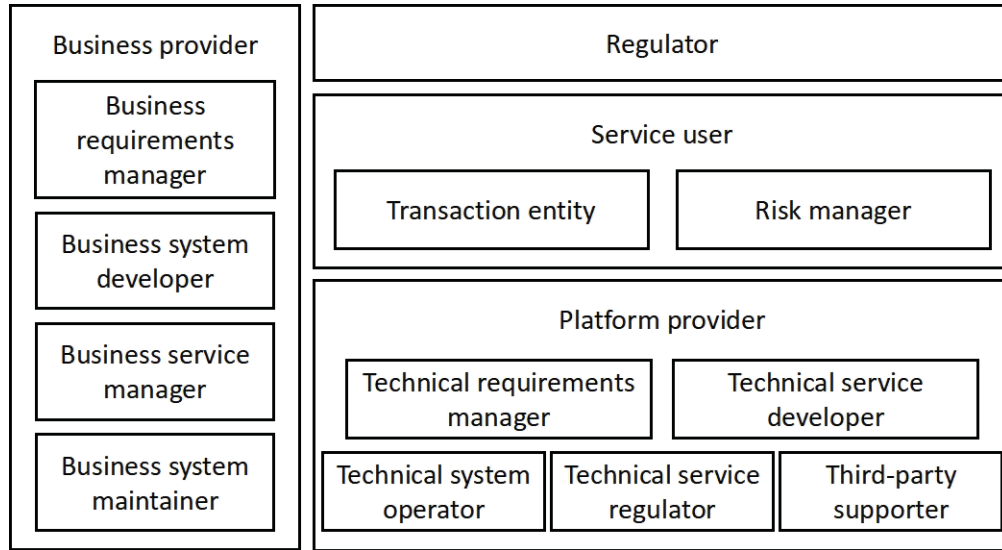 Business provider
Business
requirements
manager
Business system
developer
Business service
manager
Business system
maintainer
Regulator
Service user
Transaction entity
Risk manager
Platform provider
Technical requirements
manager
Technical service
developer
Technical system
operator
Technical service
regulator
Third-party
supporter